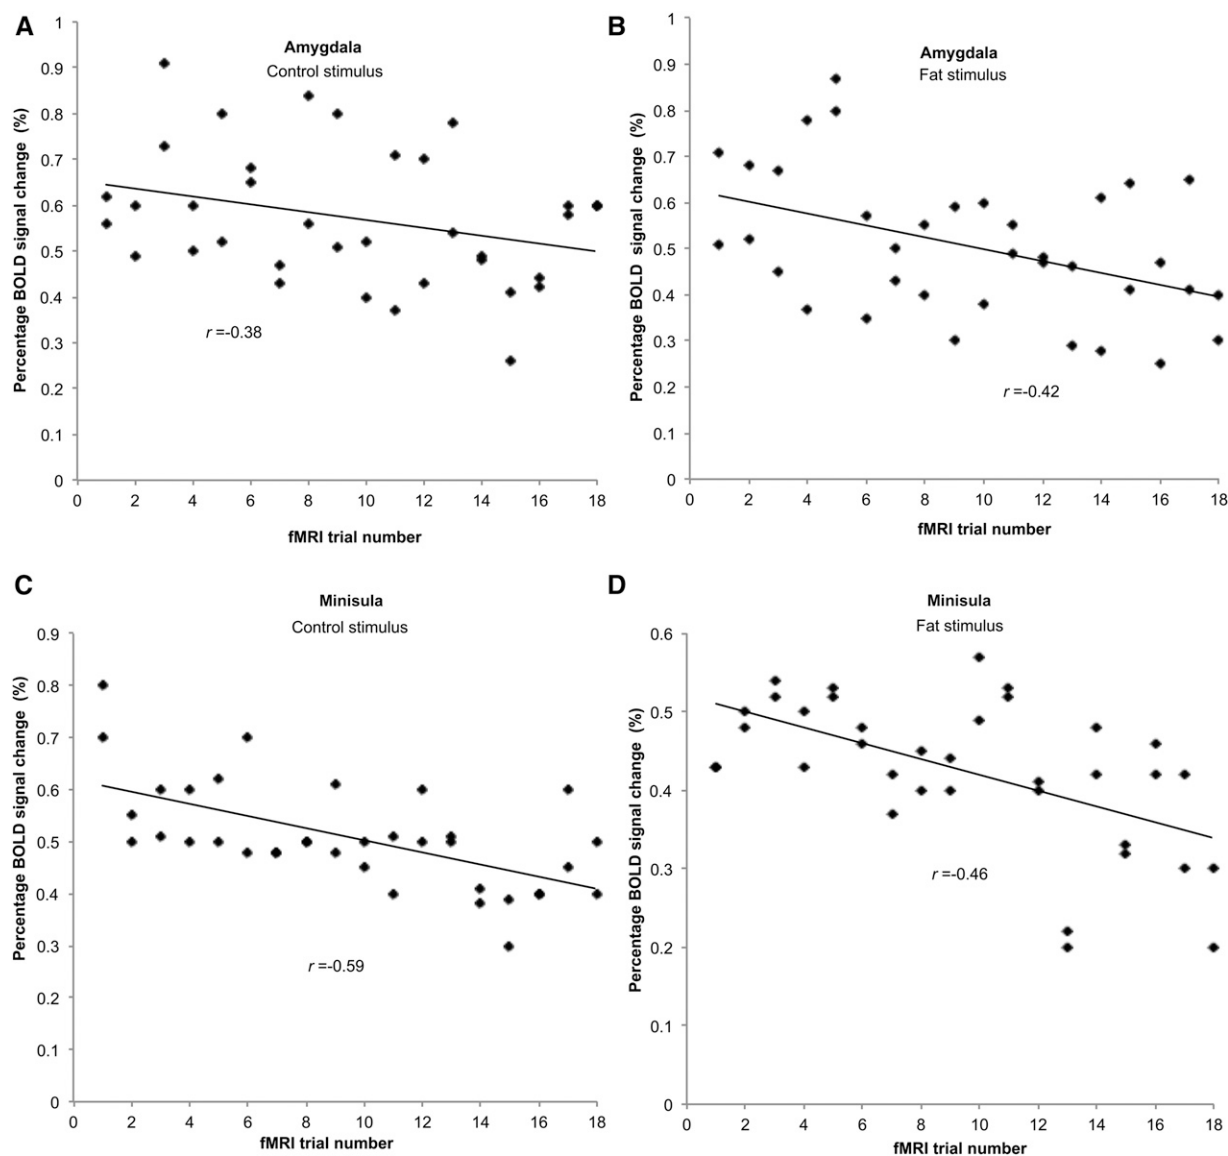 A
Amygdala
Control stimulus
Percentage BOLD signal change (%)
1
0.9
0.8
0.7
0.6
0.5
0.4
0.3
0.2
0.1
0
r =-0.38
0 2 4 6 8 10 12 14 16 18
fMRI trial number
B
Amygdala
Fat stimulus
Percentage BOLD signal change (%)
1
0.9
0.8
0.7
0.6
0.5
0.4
0.3
0.2
0.1
0
r =-0.42
0 2 4 6 8 10 12 14 16 18
fMRI trial number
C
Minisula
Control stimulus
Percentage BOLD signal change (%)
0.9
0.8
0.7
0.6
0.5
0.4
0.3
0.2
0.1
0
r =-0.59
0 2 4 6 8 10 12 14 16 18
fMRI trial number
D
Minisula
Fat stimulus
Percentage BOLD signal change (%)
0.6
0.5
0.4
0.3
0.2
0.1
0
r =-0.46
0 2 4 6 8 10 12 14 16 18
fMRI trial number